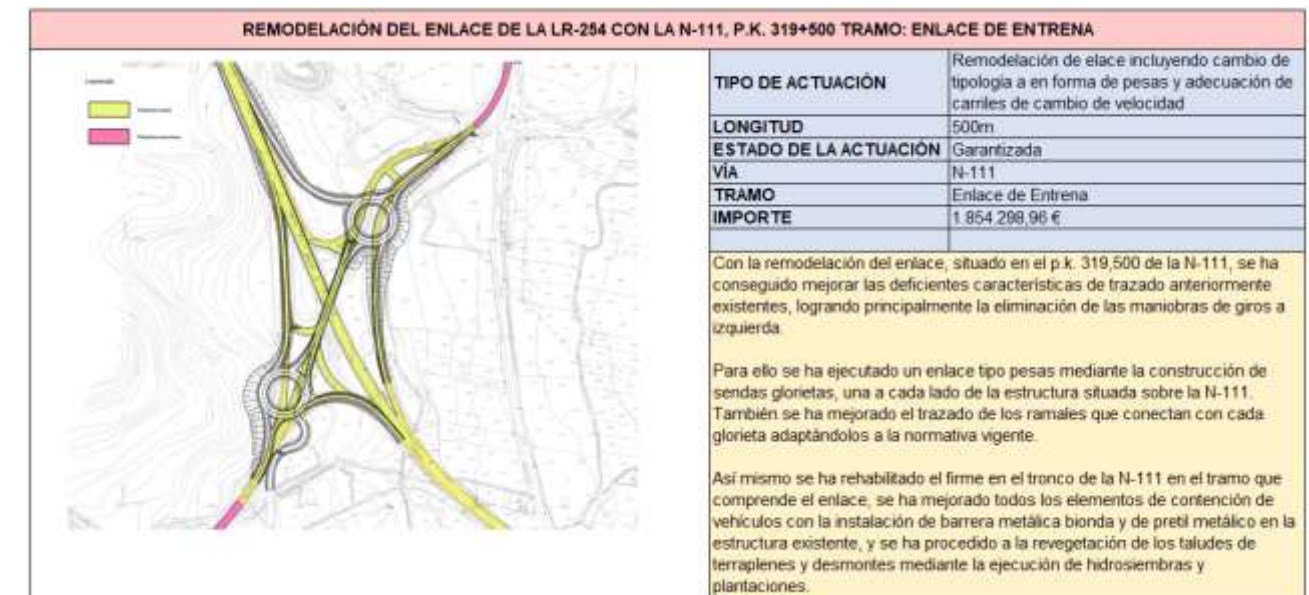 REMODELACIÓN DEL ENLACE DE LA LR-254 CON LA N-111, P.K. 319+500 TRAMO: ENLACE DE ENTRENA
TIPO DE ACTUACIÓN
Remodelación de elace incluyendo cambio de
tipología a en forma de pesas y adecuación de
carriles de cambio de velocidad
LONGITUD 500m
ESTADO DE LA ACTUACIÓN Garantizada
VÍA N-111
TRAMO Enlace de Entrena
IMPORTE 1.854.298,96 €
Con la remodelación del enlace, situado en el p.k. 319,500 de la N-111, se ha
conseguido mejorar las deficientes características de trazado anteriormente
existentes, logrando principalmente la eliminación de las maniobras de giros a
izquierda.
Para ello se ha ejecutado un enlace tipo pesas mediante la construcción de
sendas glorietas, una a cada lado de la estructura situada sobre la N-111.
También se ha mejorado el trazado de los ramales que conectan con cada
glorieta adaptándolos a la normativa vigente.
Así mismo se ha rehabilitado el firme en el tronco de la N-111 en el tramo que
comprende el enlace, se ha mejorado todos los elementos de contención de
vehículos con la instalación de barrera metálica bionda y de pretil metálico en la
estructura existente, y se ha procedido a la revegetación de los taludes de
terraplenes y desmontes mediante la ejecución de hidrosiembras y
plantaciones.